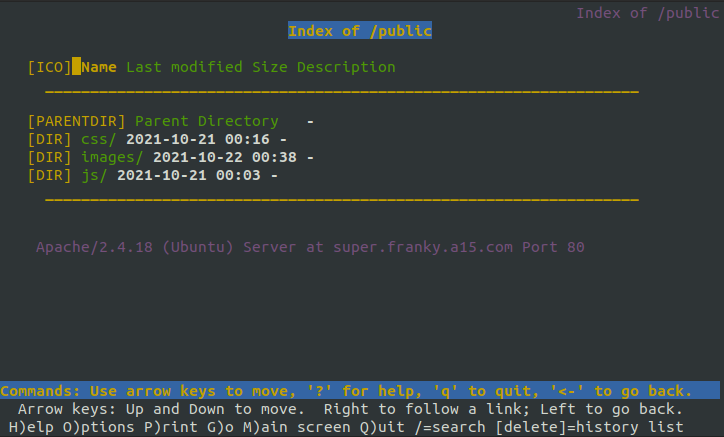 Index of /public
Index of /public
[ICO] Name Last modified Size Description
[PARENTDIR] Parent Directory -
[DIR] css/ 2021-10-21 00:16 -
[DIR] images/ 2021-10-22 00:38 -
[DIR] js/ 2021-10-21 00:03 -
Apache/2.4.18 (Ubuntu) Server at super.franky.a15.com Port 80
Commands: Use arrow keys to move, '?' for help, 'q' to quit, '<-' to go back.
Arrow keys: Up and Down to move. Right to follow a link; Left to go back.
H)elp O)ptions P)rint G)o M)ain screen Q)uit /=search [delete]=history list